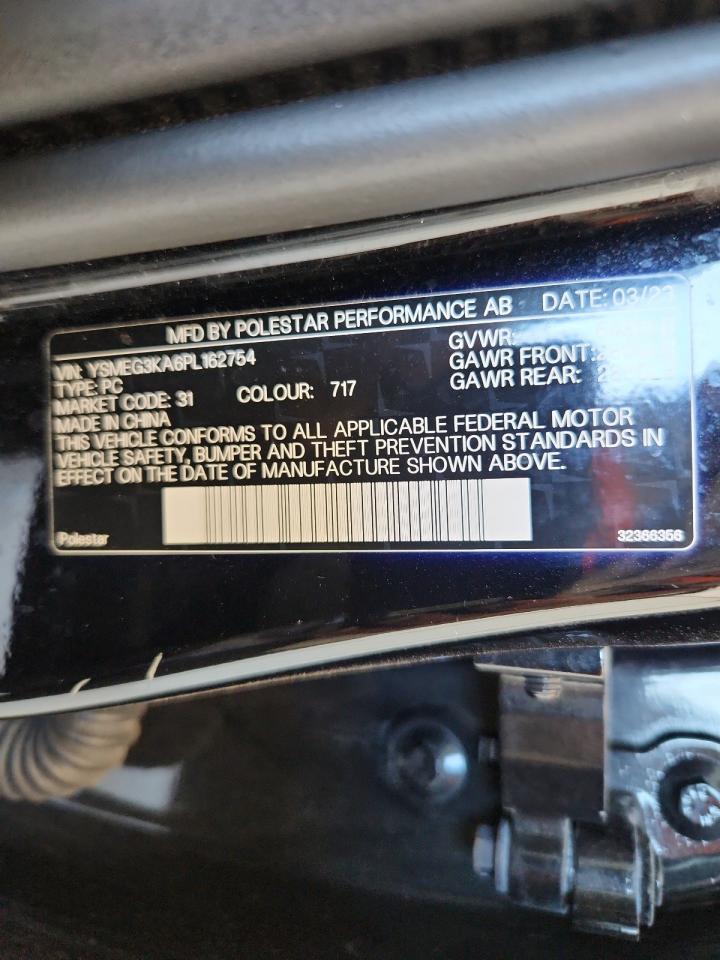 MFD BY POLESTAR PERFORMANCE AB DATE: 03/23
VIN: YSMEG3KA6PL162754
TYPE: PC
MARKET CODE: 31 COLOUR: 717
GVWR:
GAWR FRONT:
GAWR REAR:
MADE IN CHINA
THIS VEHICLE CONFORMS TO ALL APPLICABLE FEDERAL MOTOR
VEHICLE SAFETY, BUMPER AND THEFT PREVENTION STANDARDS IN
EFFECT ON THE DATE OF MANUFACTURE SHOWN ABOVE.
Polestar 32366356